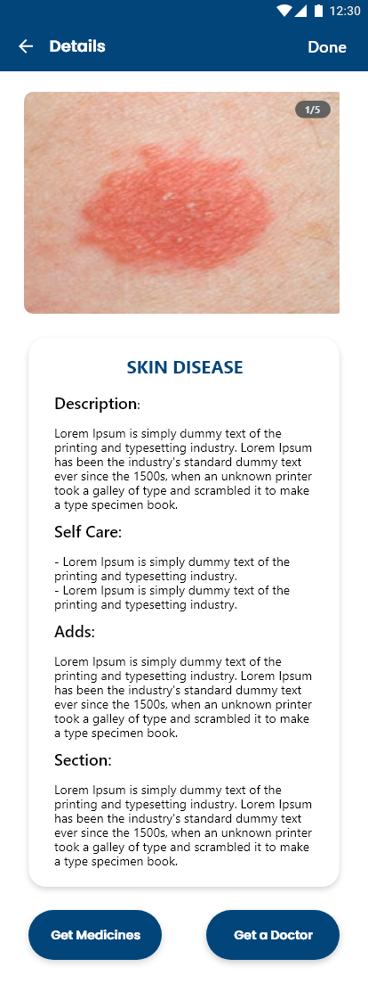 12:30
Details
Done
1/5
SKIN DISEASE
Description:
Lorem Ipsum is simply dummy text of the
printing and typesetting industry. Lorem Ipsum
has been the industry's standard dummy text
ever since the 1500s, when an unknown printer
took a galley of type and scrambled it to make
a type specimen book.
Self Care:
- Lorem Ipsum is simply dummy text of the
printing and typesetting industry.
- Lorem Ipsum is simply dummy text of the
printing and typesetting industry.
Adds:
Lorem Ipsum is simply dummy text of the
printing and typesetting industry. Lorem Ipsum
has been the industry's standard dummy text
ever since the 1500s, when an unknown printer
took a galley of type and scrambled it to make
a type specimen book.
Section:
Lorem Ipsum is simply dummy text of the
printing and typesetting industry. Lorem Ipsum
has been the industry's standard dummy text
ever since the 1500s, when an unknown printer
took a galley of type and scrambled it to make
a type specimen book.
Get Medicines
Get a Doctor